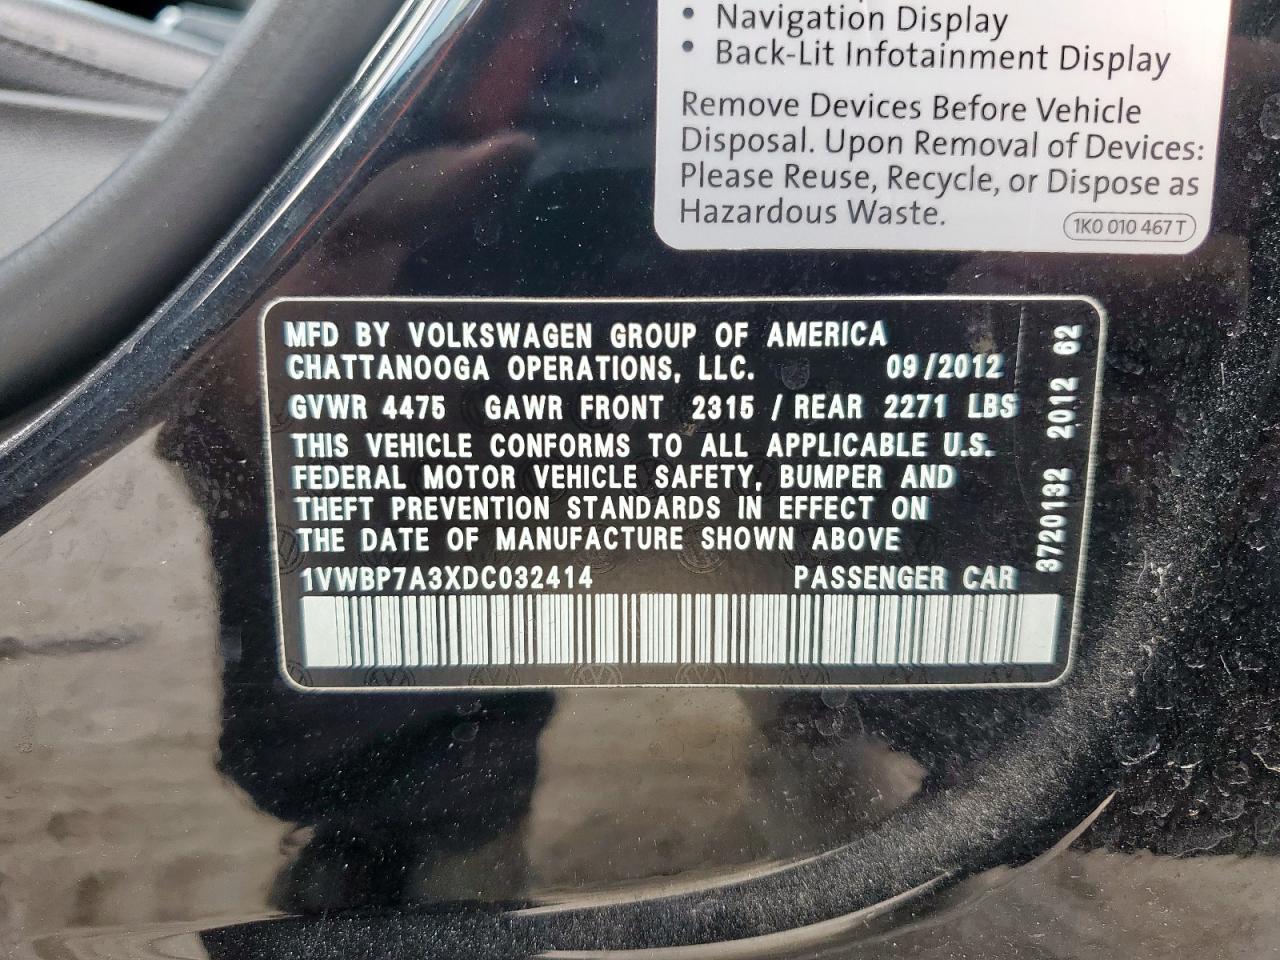 • Navigation Display
• Back-Lit Infotainment Display
Remove Devices Before Vehicle
Disposal. Upon Removal of Devices:
Please Reuse, Recycle, or Dispose as
Hazardous Waste.
1K0 010 467 T
MFD BY VOLKSWAGEN GROUP OF AMERICA
CHATTANOOGA OPERATIONS, LLC. 09/2012
GVWR 4475 GAWR FRONT 2315 / REAR 2271 LBS
THIS VEHICLE CONFORMS TO ALL APPLICABLE U.S.
FEDERAL MOTOR VEHICLE SAFETY, BUMPER AND
THEFT PREVENTION STANDARDS IN EFFECT ON
THE DATE OF MANUFACTURE SHOWN ABOVE
1VWBP7A3XDC032414 PASSENGER CAR
3720132 2012 62